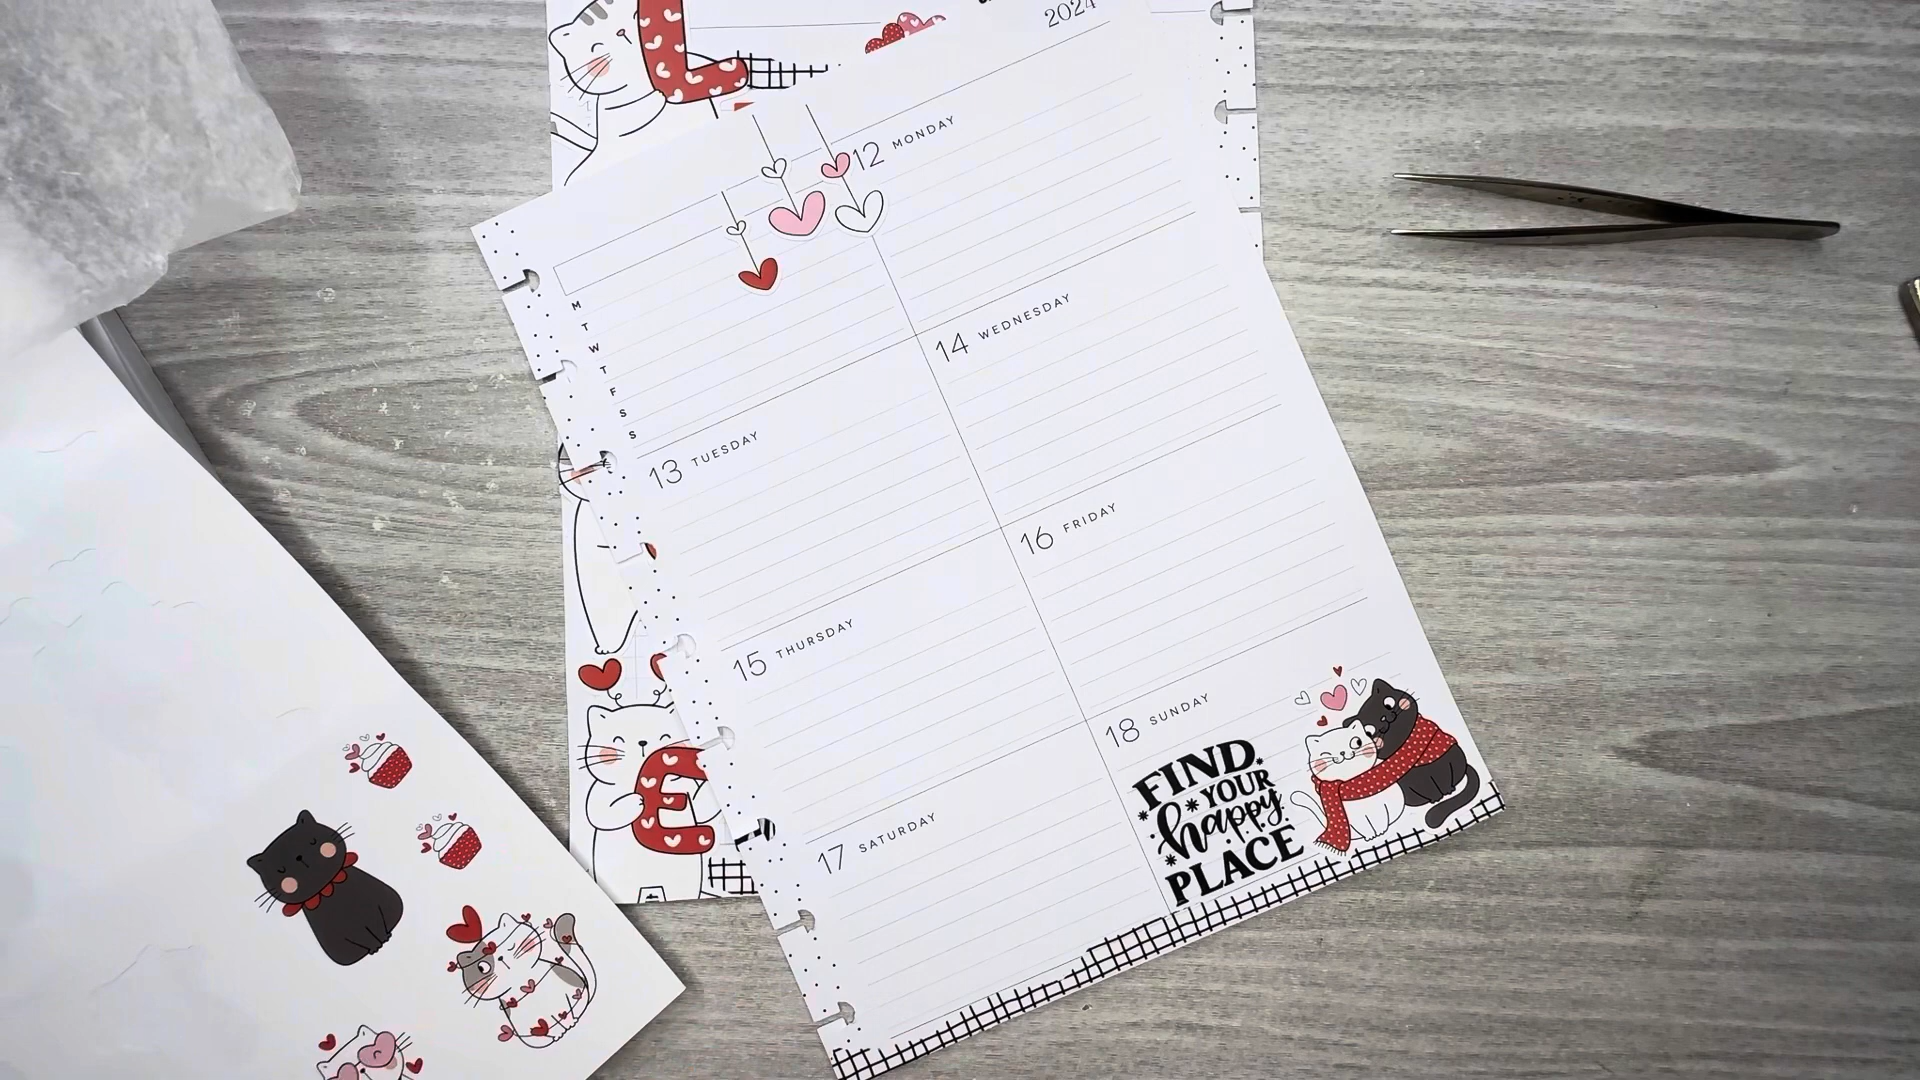 L
2024
12 MONDAY
M
T
W
T
F
S
S
13 TUESDAY
14 WEDNESDAY
15 THURSDAY
16 FRIDAY
17 SATURDAY
18 SUNDAY
FIND
YOUR
happy
PLACE
E